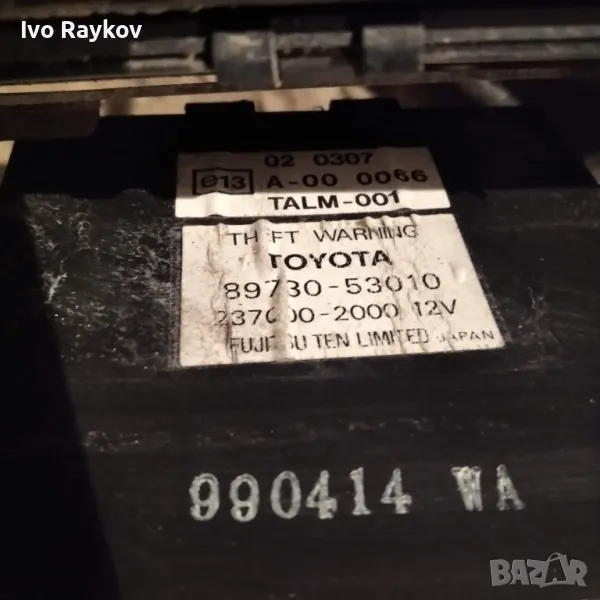 Ivo Raykov
02 0307
e13 A-00 0066
TALM-001
THEFT WARNING
TOYOTA
89730-53010
237000-2000 12V
FUJITSU TEN LIMITED JAPAN
990414 WA
BAZAR